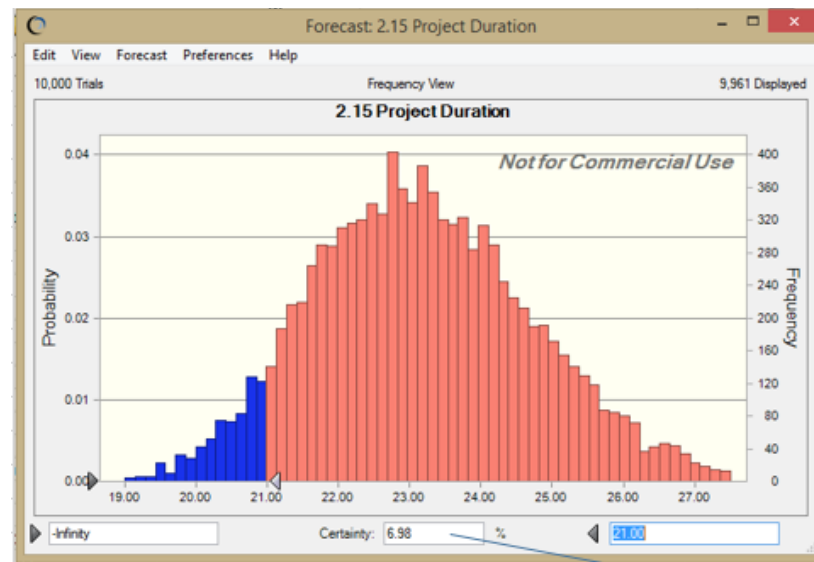 Forecast: 2.15 Project Duration
Edit View Forecast Preferences Help
10,000 Trials Frequency View 9,961 Displayed
2.15 Project Duration
Not for Commercial Use
0.04 400
360
320
0.03
280
240
0.02 200
160
120
0.01
80
40
0.00 0
Probability
Frequency
19.00 20.00 21.00 22.00 23.00 24.00 25.00 26.00 27.00
-Infinity Certainty: 6.98 % 21.00